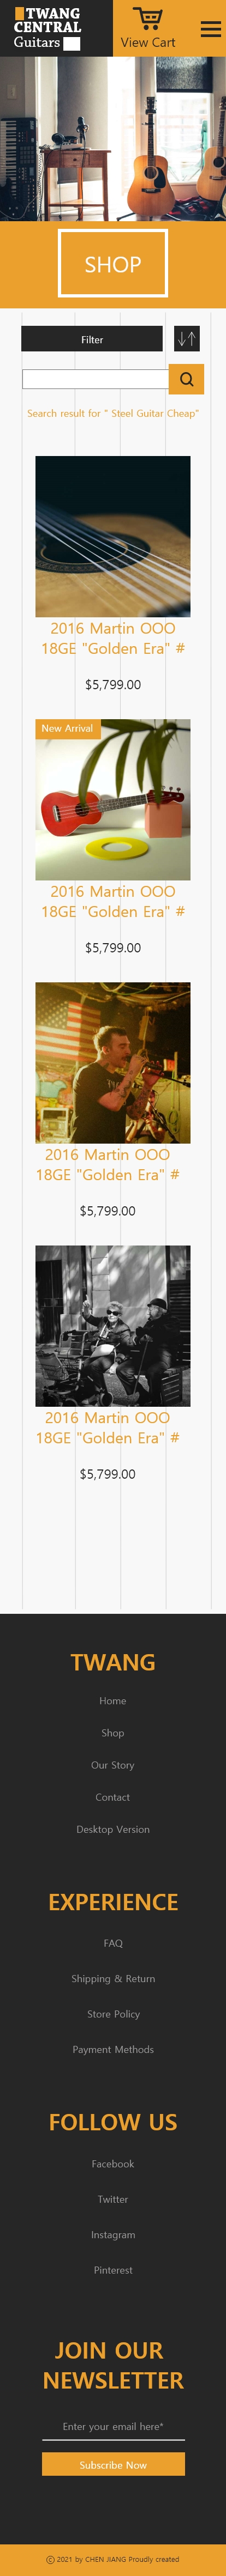 TWANG
CENTRAL
Guitars
View Cart
SHOP
Filter
Search result for " Steel Guitar Cheap"
2016 Martin OOO
18GE "Golden Era" #
$5,799.00
New Arrival
2016 Martin OOO
18GE "Golden Era" #
$5,799.00
2016 Martin OOO
18GE "Golden Era" #
$5,799.00
2016 Martin OOO
18GE "Golden Era" #
$5,799.00
TWANG
Home
Shop
Our Story
Contact
Desktop Version
EXPERIENCE
FAQ
Shipping & Return
Store Policy
Payment Methods
FOLLOW US
Facebook
Twitter
Instagram
Pinterest
JOIN OUR
NEWSLETTER
Enter your email here*
Subscribe Now
© 2021 by CHEN JIANG Proudly created